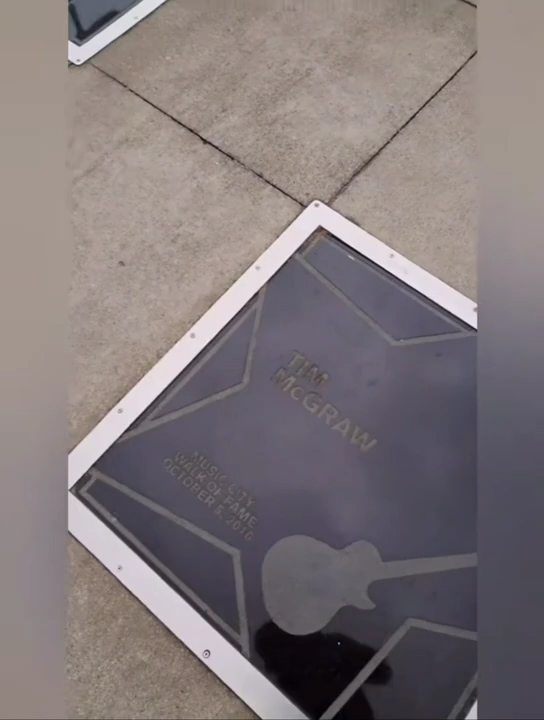 TIM
McGRAW
MUSIC CITY
WALK OF FAME
OCTOBER 5, 2010